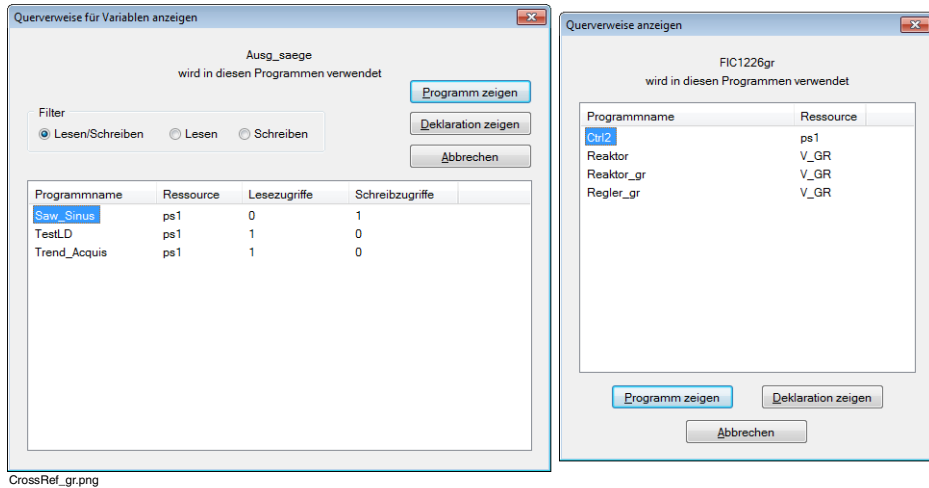 Querverweise für Variablen anzeigen
Ausg_saege
wird in diesen Programmen verwendet
Programm zeigen
Filter
Lesen/Schreiben Lesen Schreiben
Deklaration zeigen
Abbrechen
Programmname Ressource Lesezugriffe Schreibzugriffe
Saw_Sinus ps1 0 1
TestLD ps1 1 0
Trend_Acquis ps1 1 0
Querverweise anzeigen
FIC1226gr
wird in diesen Programmen verwendet
Programmname Ressource
Ctrl2 ps1
Reaktor V_GR
Reaktor_gr V_GR
Regler_gr V_GR
Programm zeigen Deklaration zeigen
Abbrechen
CrossRef_gr.png